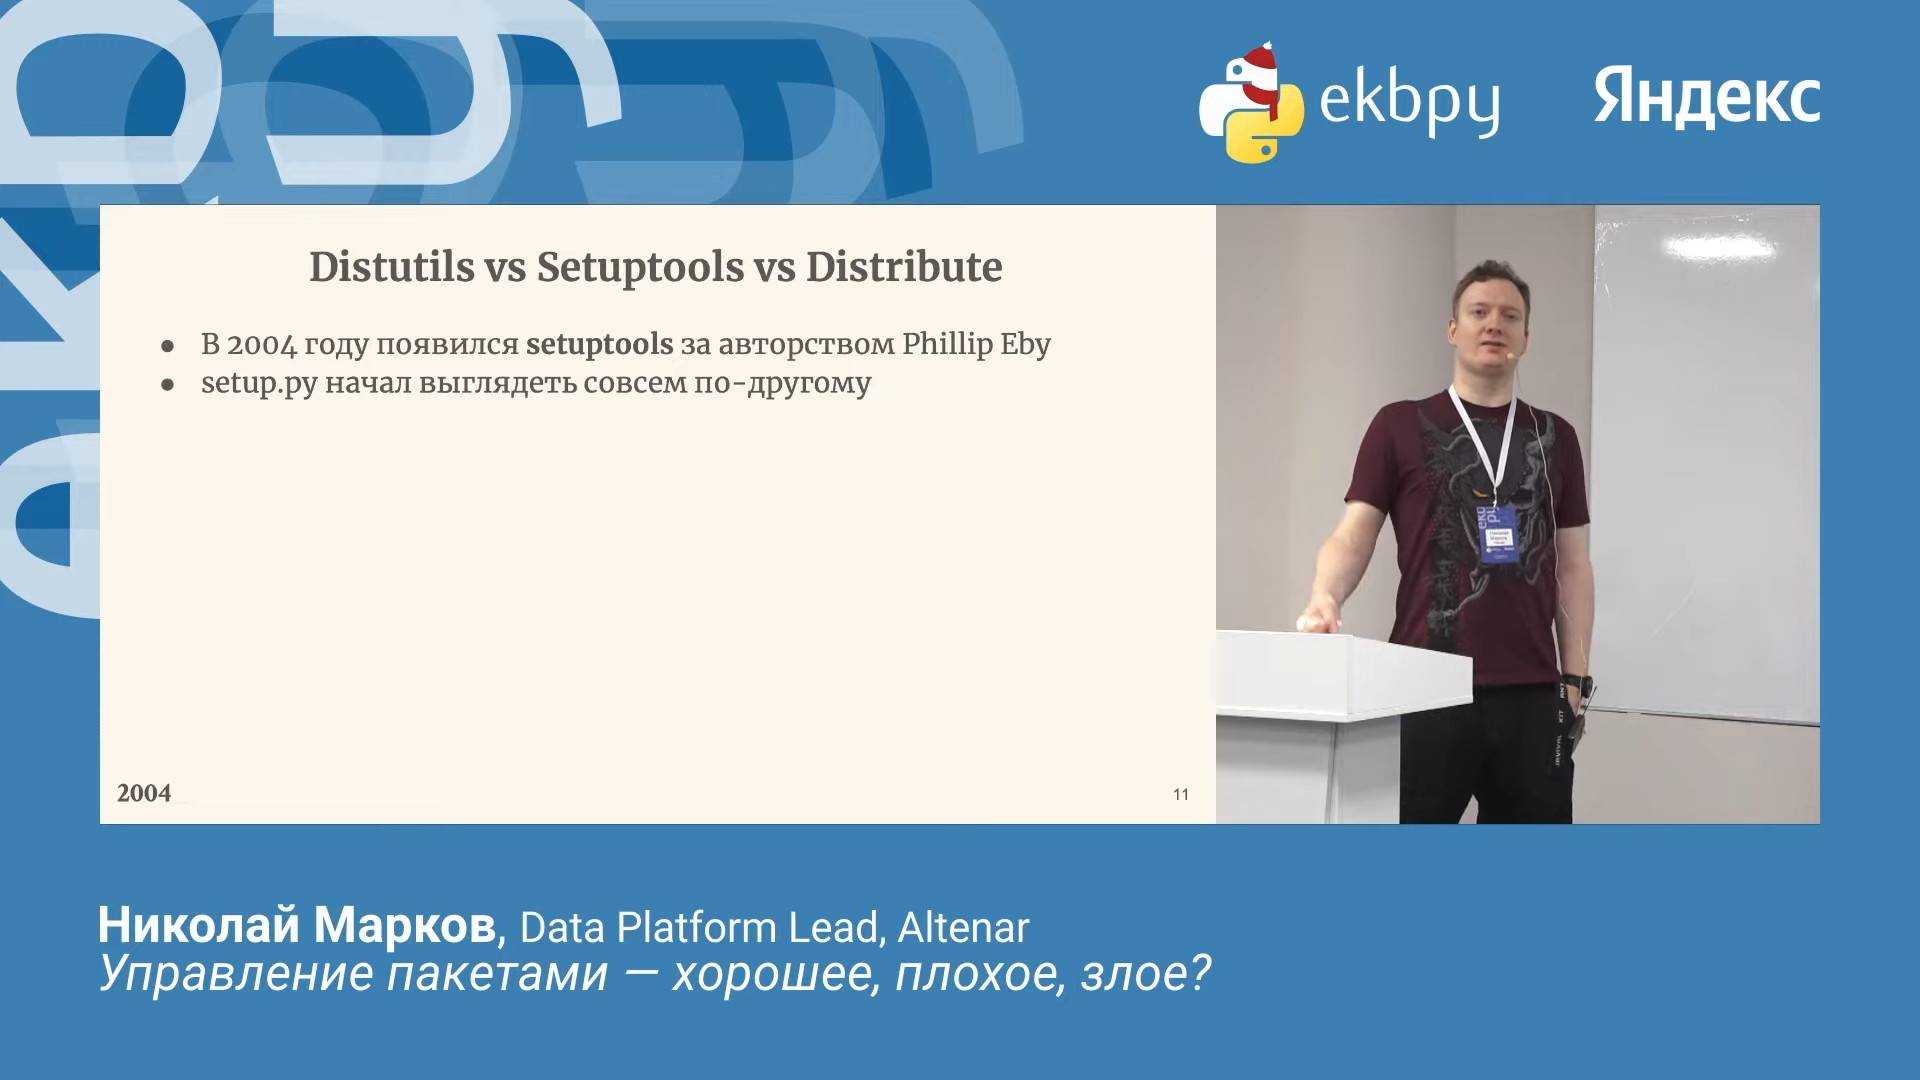 ekbpy
Яндекс
Distutils vs Setuptools vs Distribute
● В 2004 году появился setuptools за авторством Phillip Eby
● setup.py начал выглядеть совсем по-другому
2004
11
Николай Марков, Data Platform Lead, Altenar
Управление пакетами — хорошее, плохое, злое?